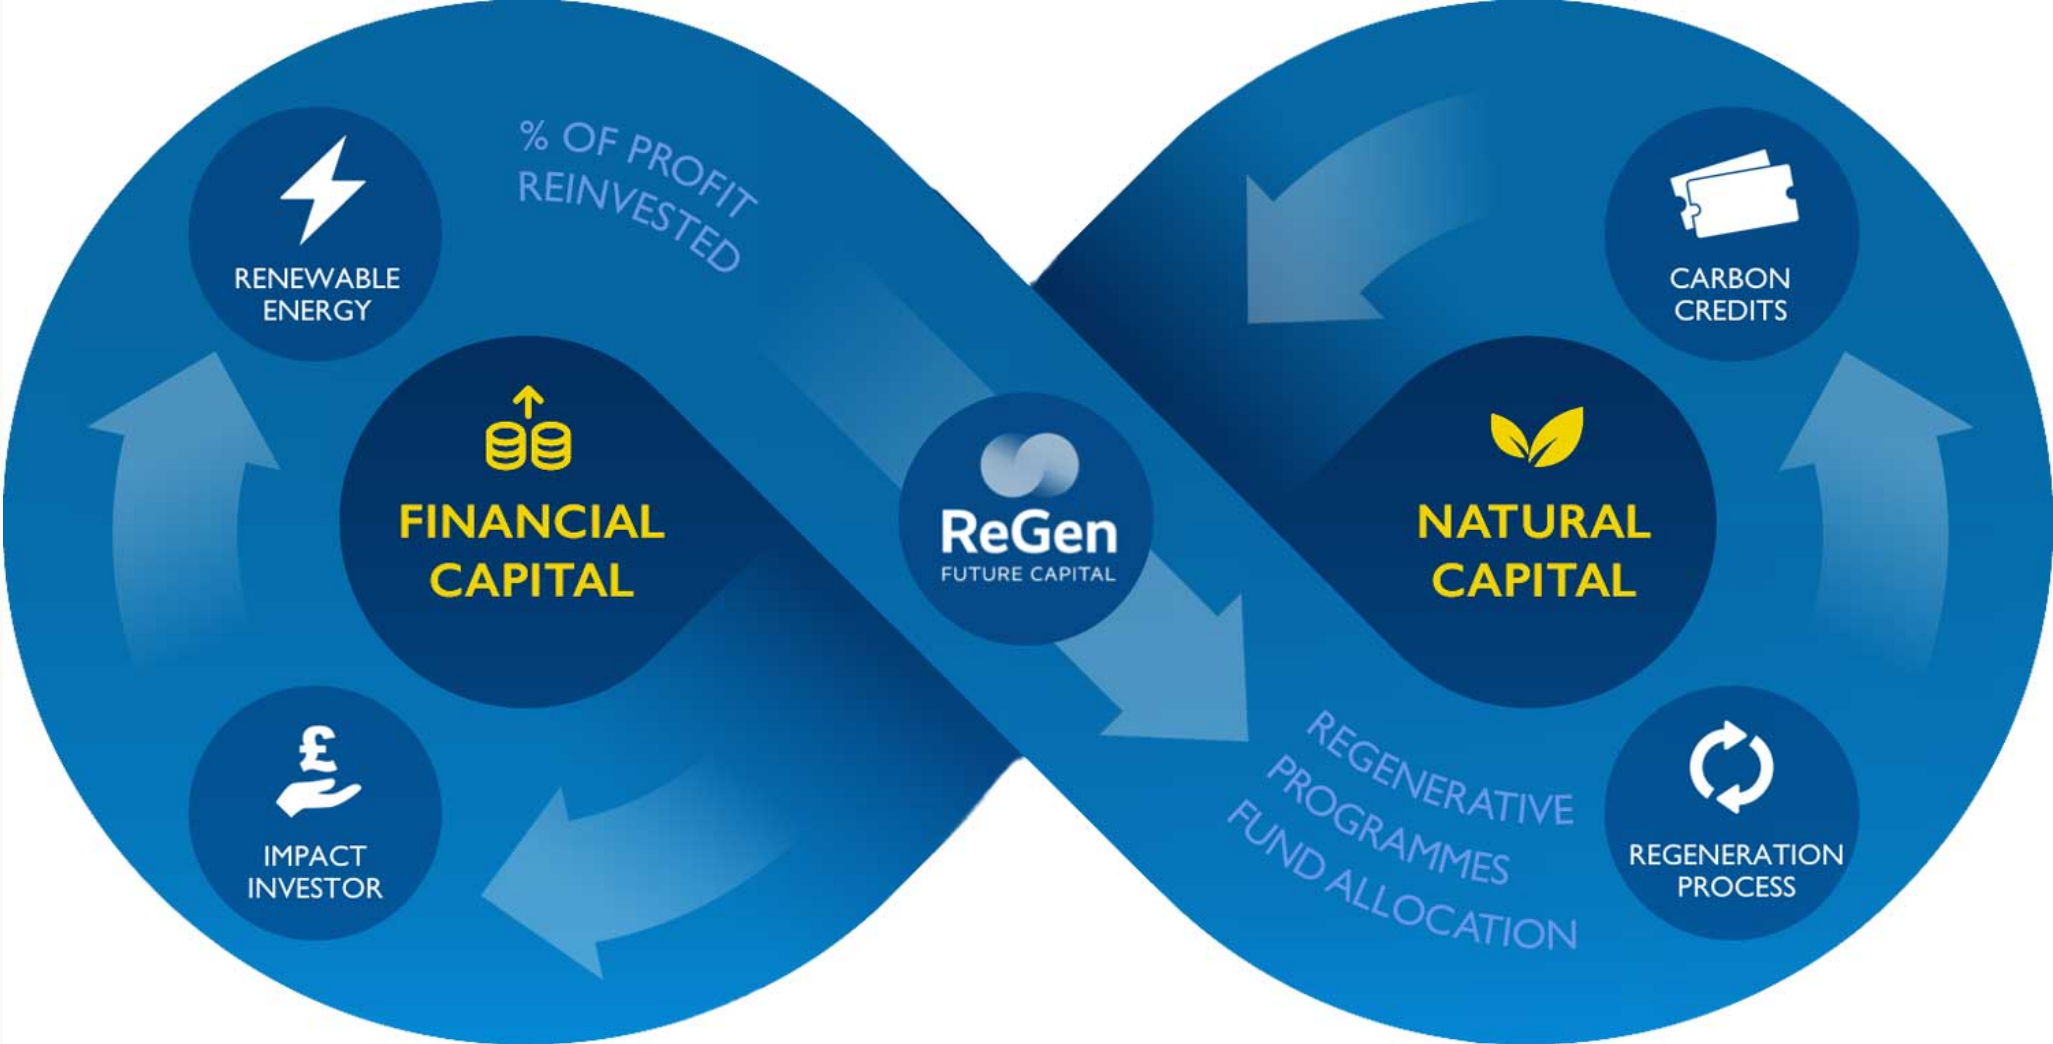 % OF PROFIT
REINVESTED
RENEWABLE
ENERGY
CARBON
CREDITS
FINANCIAL
CAPITAL
ReGen
FUTURE CAPITAL
NATURAL
CAPITAL
£
IMPACT
INVESTOR
REGENERATIVE
PROGRAMMES
FUND ALLOCATION
REGENERATION
PROCESS